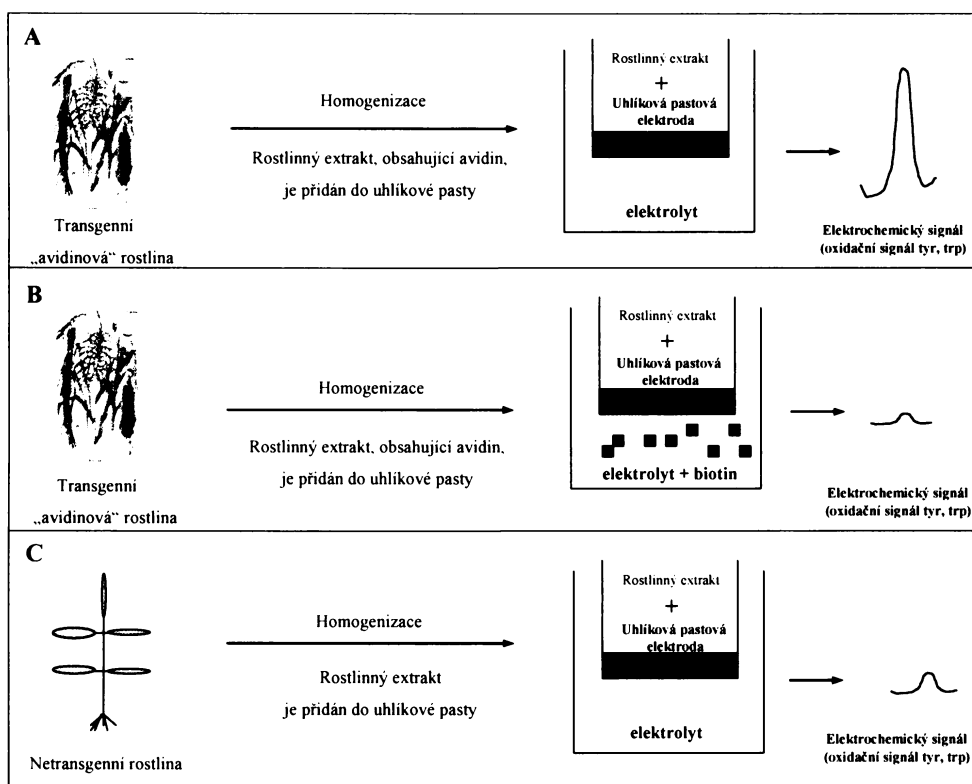 A
Homogenizace
Rostlinný extrakt, obsahující avidin,
je přidán do uhlíkové pasty
Transgenní
„avidinová“ rostlina
Rostlinný extrakt
+
Uhlíková pastová
elektroda
elektrolyt
Elektrochemický signál
(oxidační signál tyr, trp)
B
Homogenizace
Rostlinný extrakt, obsahující avidin,
je přidán do uhlíkové pasty
Transgenní
„avidinová“ rostlina
Rostlinný extrakt
+
Uhlíková pastová
elektroda
elektrolyt + biotin
Elektrochemický signál
(oxidační signál tyr, trp)
C
Homogenizace
Rostlinný extrakt
je přidán do uhlíkové pasty
Netransgenní rostlina
Rostlinný extrakt
+
Uhlíková pastová
elektroda
elektrolyt
Elektrochemický signál
(oxidační signál tyr, trp)